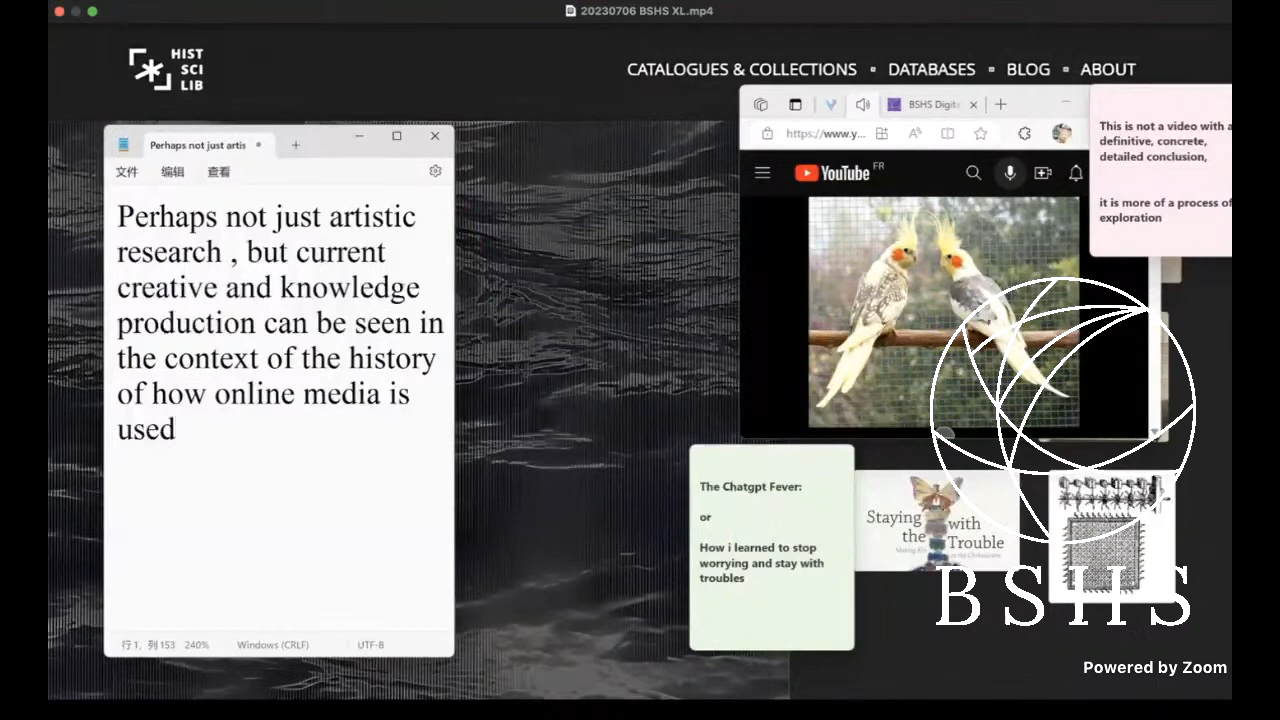 20230706 BSHS XL.mp4
HIST
SCI
LIB
CATALOGUES & COLLECTIONS DATABASES BLOG ABOUT
Perhaps not just artis
文件 编辑 查看
Perhaps not just artistic
research , but current
creative and knowledge
production can be seen in
the context of the history
of how online media is
used
行 1, 列 153 240% Windows (CRLF) UTF-8
BSHS Digit
https://www.y...
YouTube FR
This is not a video with a
definitive, concrete,
detailed conclusion,
it is more of a process of
exploration
The Chatgpt Fever:
or
How i learned to stop
worrying and stay with
troubles
Staying with
the Trouble
BSHS
Powered by Zoom